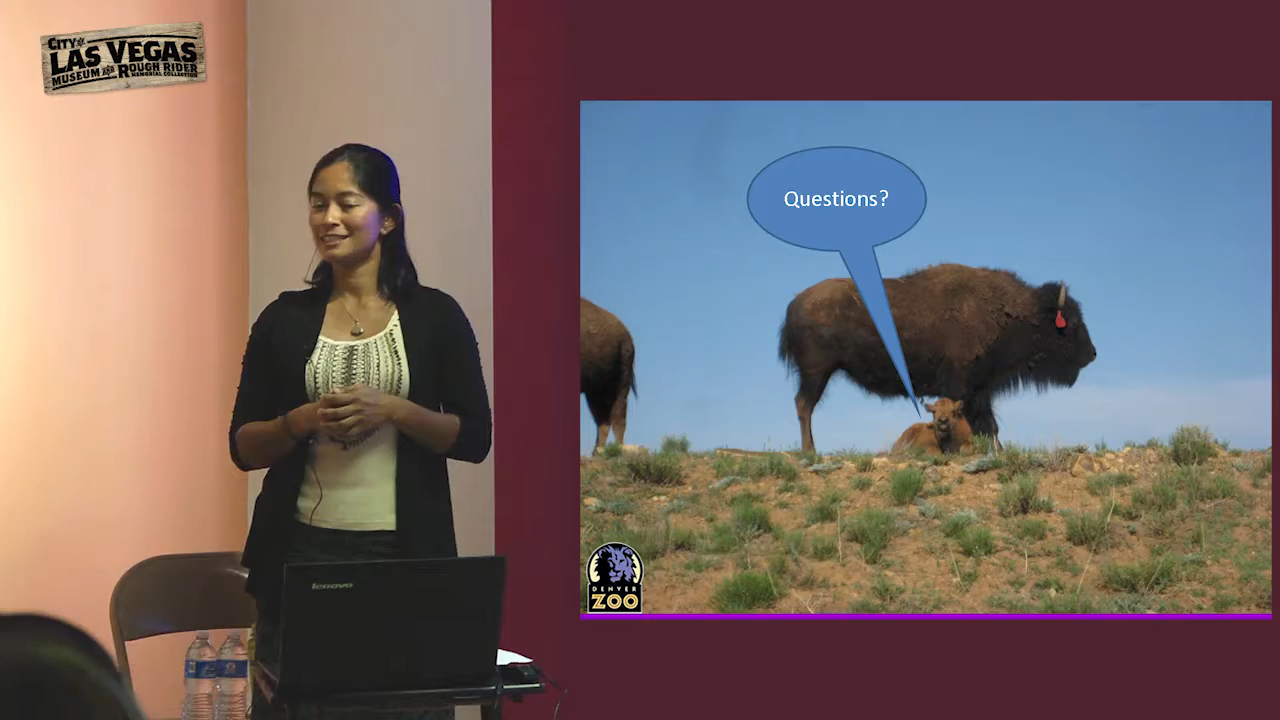 CITY OF
LAS VEGAS
MUSEUM AND ROUGH RIDER
MEMORIAL COLLECTION
Questions?
DENVER
ZOO
lenovo